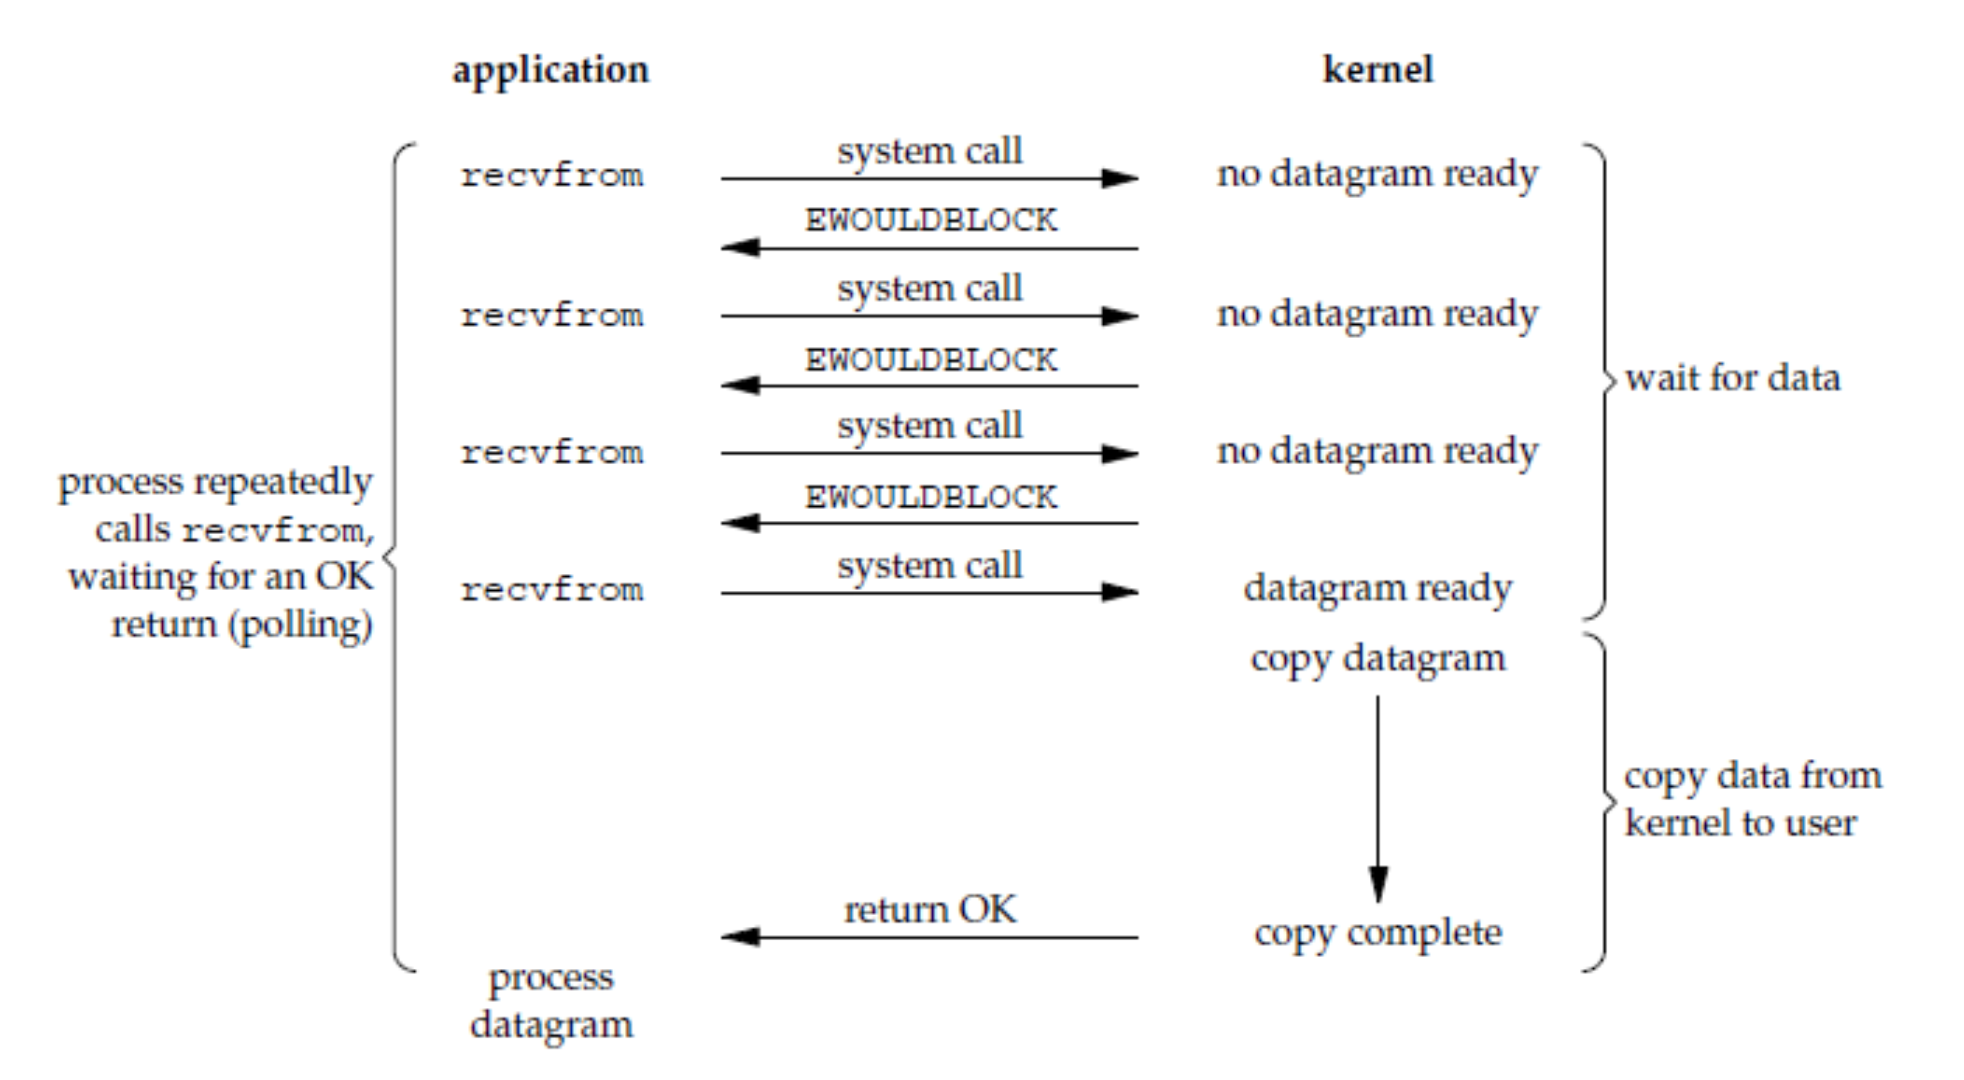 application
kernel
recvfrom
system call
no datagram ready
EWOULDBLOCK
recvfrom
system call
no datagram ready
EWOULDBLOCK
recvfrom
system call
no datagram ready
EWOULDBLOCK
recvfrom
system call
datagram ready
wait for data
process repeatedly
calls recvfrom,
waiting for an OK
return (polling)
copy datagram
copy data from
kernel to user
return OK
copy complete
process
datagram